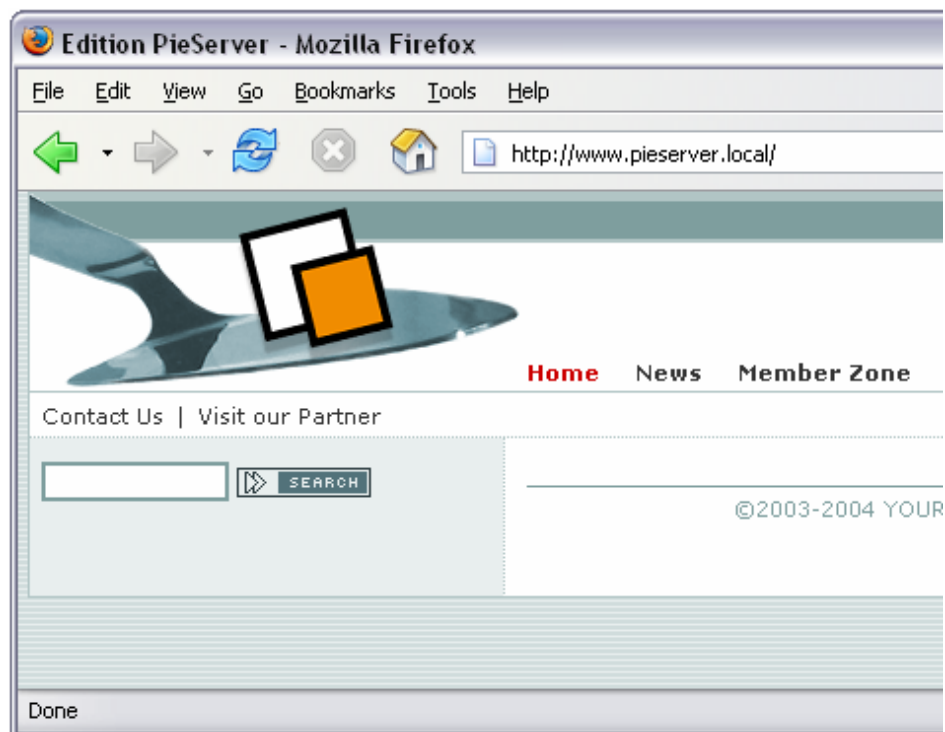 Edition PieServer - Mozilla Firefox
File Edit View Go Bookmarks Tools Help
http://www.pieserver.local/
Home News Member Zone
Contact Us | Visit our Partner
SEARCH
©2003-2004 YOUR
Done